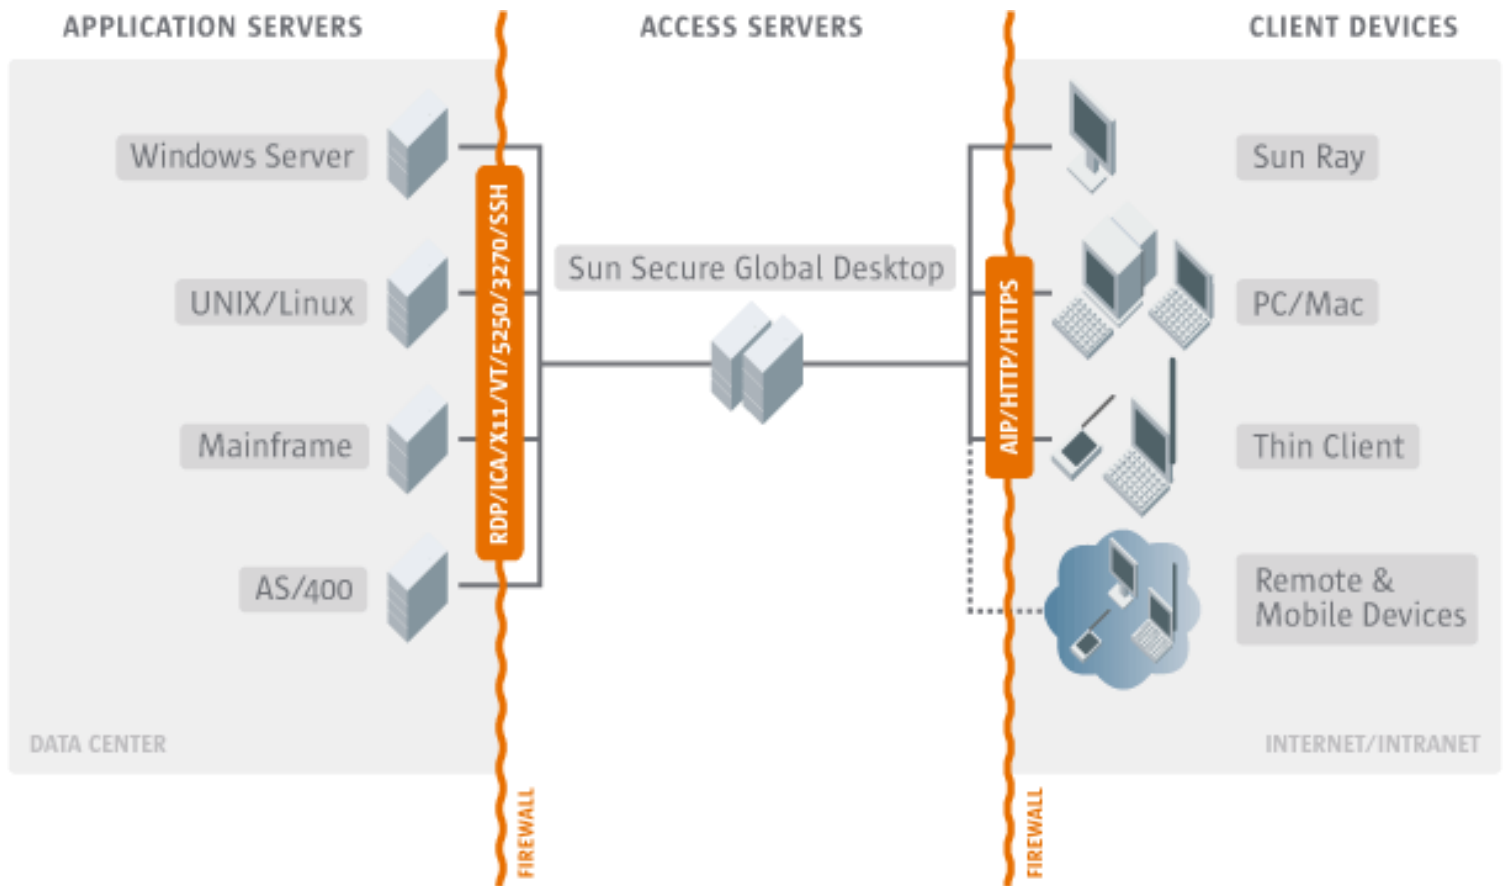 APPLICATION SERVERS
ACCESS SERVERS
CLIENT DEVICES
Windows Server
UNIX/Linux
Mainframe
AS/400
DATA CENTER
RDP/ICA/X11/VT/5250/3270/SSH
FIREWALL
Sun Secure Global Desktop
AIP/HTTP/HTTPS
FIREWALL
Sun Ray
PC/Mac
Thin Client
Remote &
Mobile Devices
INTERNET/INTRANET